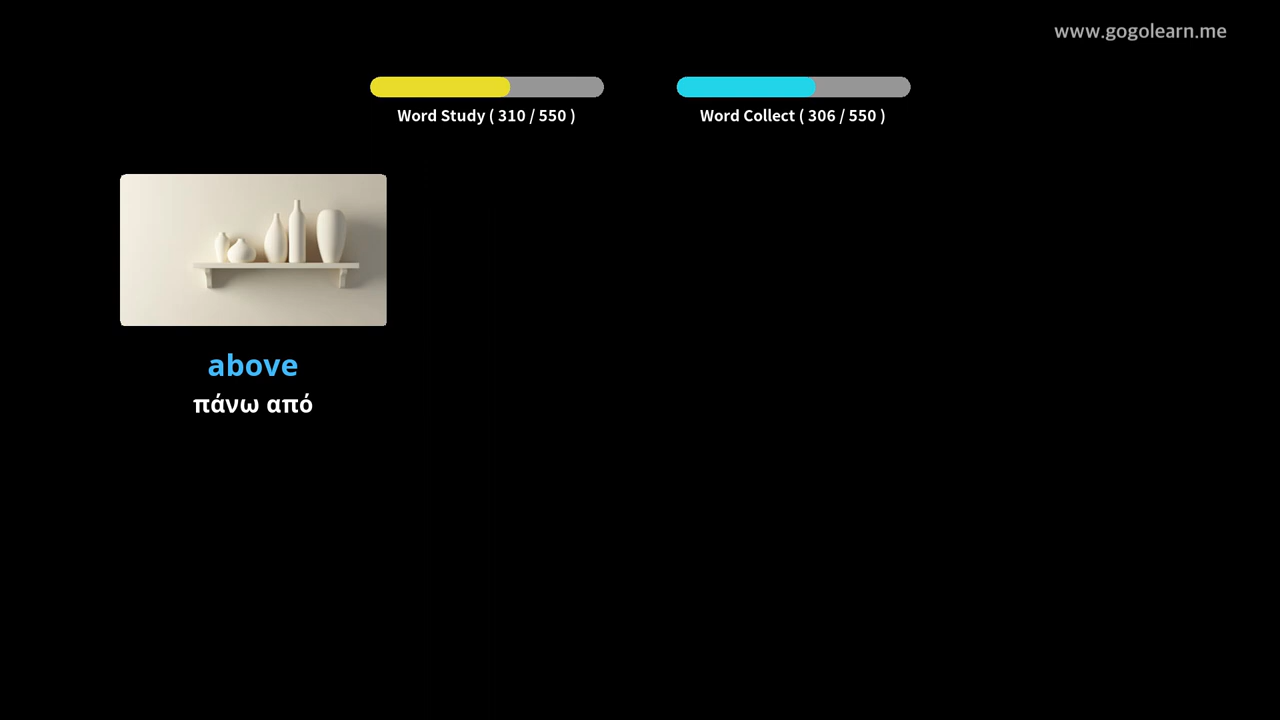 www.gogolearn.me
Word Study ( 310 / 550 )
Word Collect ( 306 / 550 )
above
πάνω από